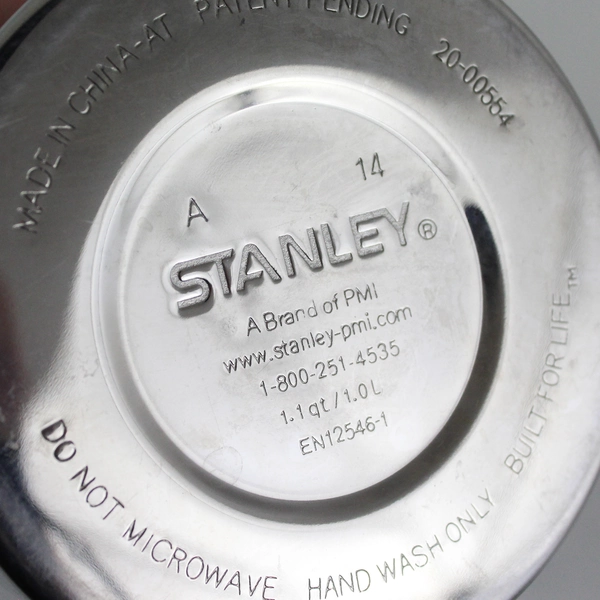 MADE IN CHINA-AT PATENT PENDING 20-00554
A 14
STANLEY®
A Brand of PMI
www.stanley-pmi.com
1-800-251-4535
1.1 qt / 1.0 L
EN12546-1
DO NOT MICROWAVE HAND WASH ONLY BUILT FOR LIFE™